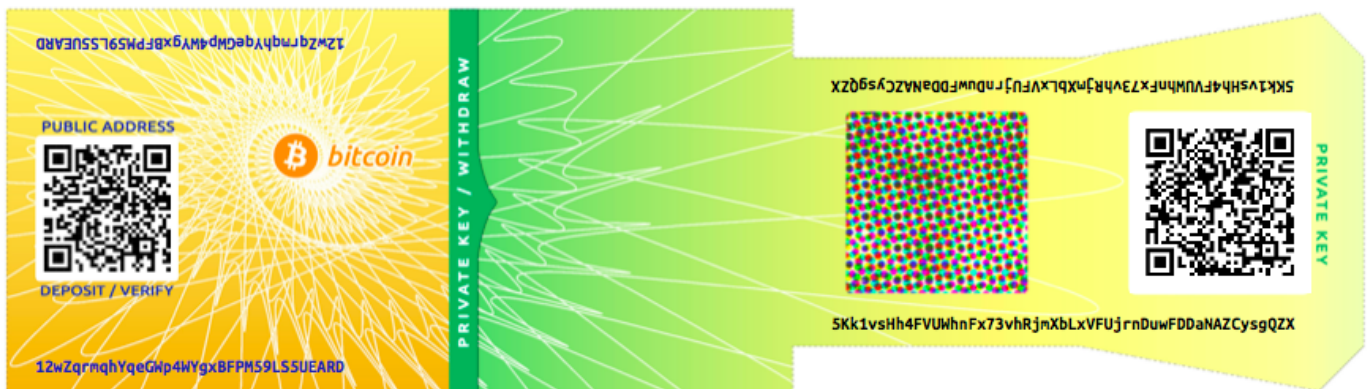 12wZqrmqhYqeGWp4WYgxBFPM59LS5UEARD
PUBLIC ADDRESS
bitcoin
DEPOSIT / VERIFY
12wZqrmqhYqeGWp4WYgxBFPM59LS5UEARD
PRIVATE KEY / WITHDRAW
5Kk1vsHh4FVUWhnFx73vhRjmXbLxVFUjrnDuwFDDaNAZCysgQZX
PRIVATE KEY
5Kk1vsHh4FVUWhnFx73vhRjmXbLxVFUjrnDuwFDDaNAZCysgQZX